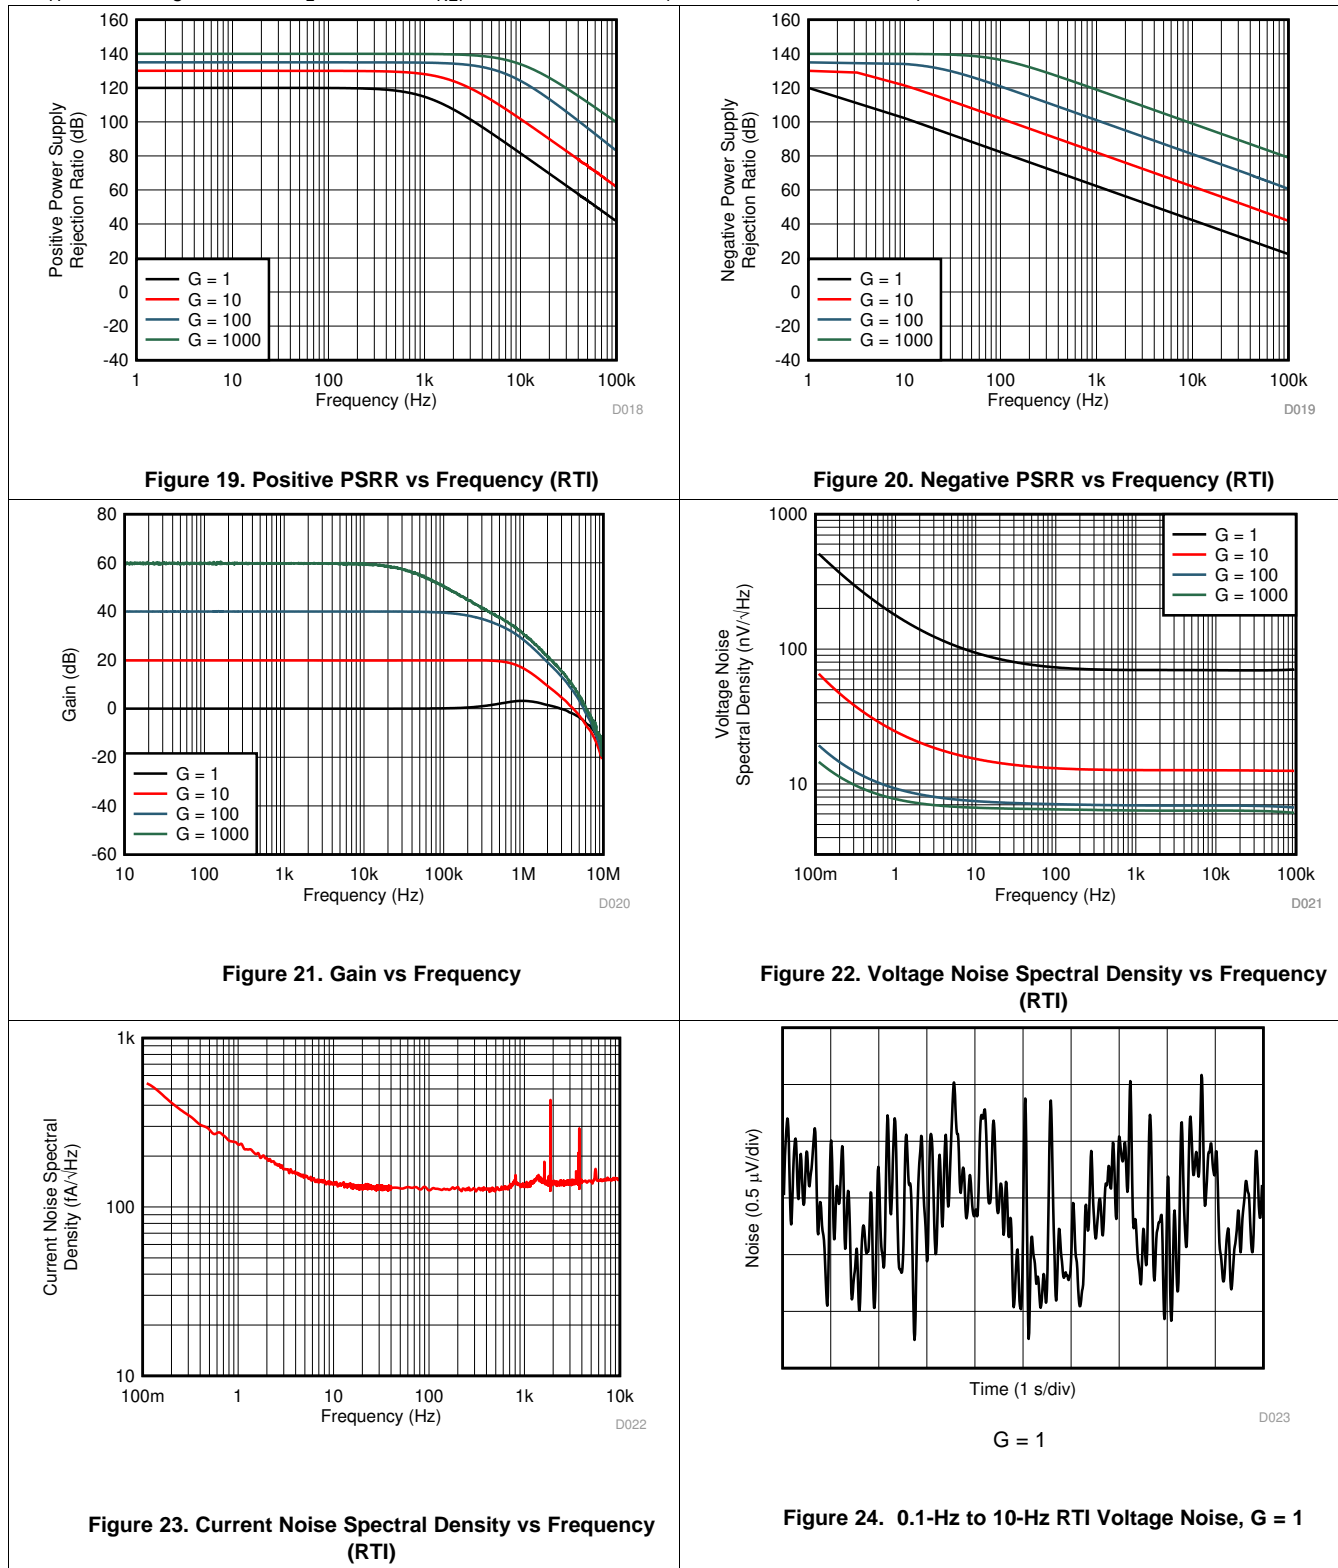 160
140
120
100
80
60
40
20
0
-20
-40
Positive Power Supply
Rejection Ratio (dB)
G = 1
G = 10
G = 100
G = 1000
1 10 100 1k 10k 100k
Frequency (Hz)
D018
Figure 19. Positive PSRR vs Frequency (RTI)
160
140
120
100
80
60
40
20
0
-20
-40
Negative Power Supply
Rejection Ratio (dB)
G = 1
G = 10
G = 100
G = 1000
1 10 100 1k 10k 100k
Frequency (Hz)
D019
Figure 20. Negative PSRR vs Frequency (RTI)
80
60
40
20
0
-20
-40
-60
Gain (dB)
G = 1
G = 10
G = 100
G = 1000
10 100 1k 10k 100k 1M 10M
Frequency (Hz)
D020
Figure 21. Gain vs Frequency
1000
100
10
Voltage Noise
Spectral Density (nV/√Hz)
G = 1
G = 10
G = 100
G = 1000
100m 1 10 100 1k 10k 100k
Frequency (Hz)
D021
Figure 22. Voltage Noise Spectral Density vs Frequency
(RTI)
1k
100
10
Current Noise Spectral
Density (fA/√Hz)
100m 1 10 100 1k 10k
Frequency (Hz)
D022
Figure 23. Current Noise Spectral Density vs Frequency
(RTI)
Noise (0.5 μV/div)
Time (1 s/div)
D023
G = 1
Figure 24. 0.1-Hz to 10-Hz RTI Voltage Noise, G = 1